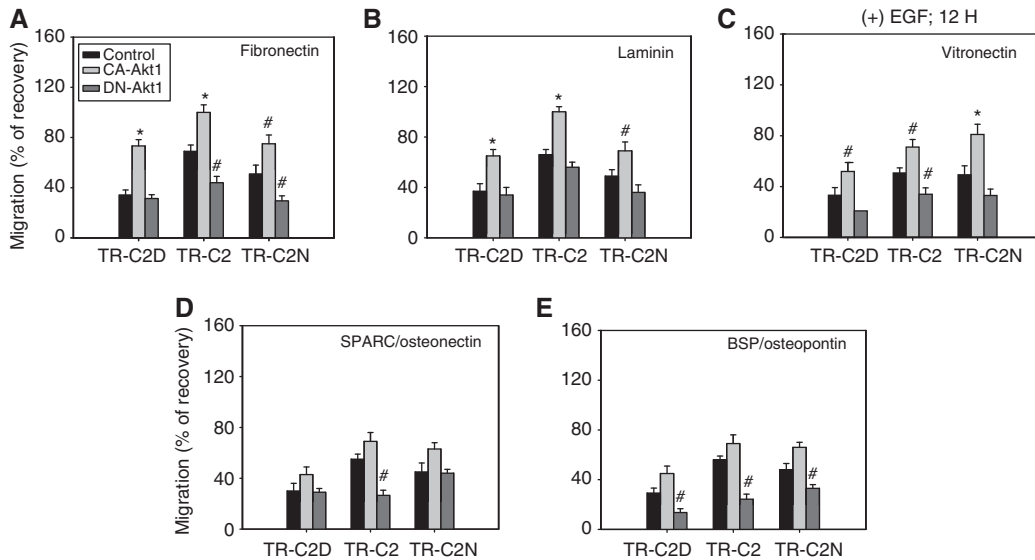 A
Fibronectin
Control
CA-Akt1
DN-Akt1
Migration (% of recovery)
160
120
80
40
0
*
*
#
#
#
TR-C2D TR-C2 TR-C2N
B
Laminin
160
120
80
40
0
*
*
#
TR-C2D TR-C2 TR-C2N
C
(+) EGF; 12 H
Vitronectin
160
120
80
40
0
#
#
#
*
TR-C2D TR-C2 TR-C2N
D
SPARC/osteonectin
Migration (% of recovery)
160
120
80
40
0
#
TR-C2D TR-C2 TR-C2N
E
BSP/osteopontin
160
120
80
40
0
#
#
#
TR-C2D TR-C2 TR-C2N